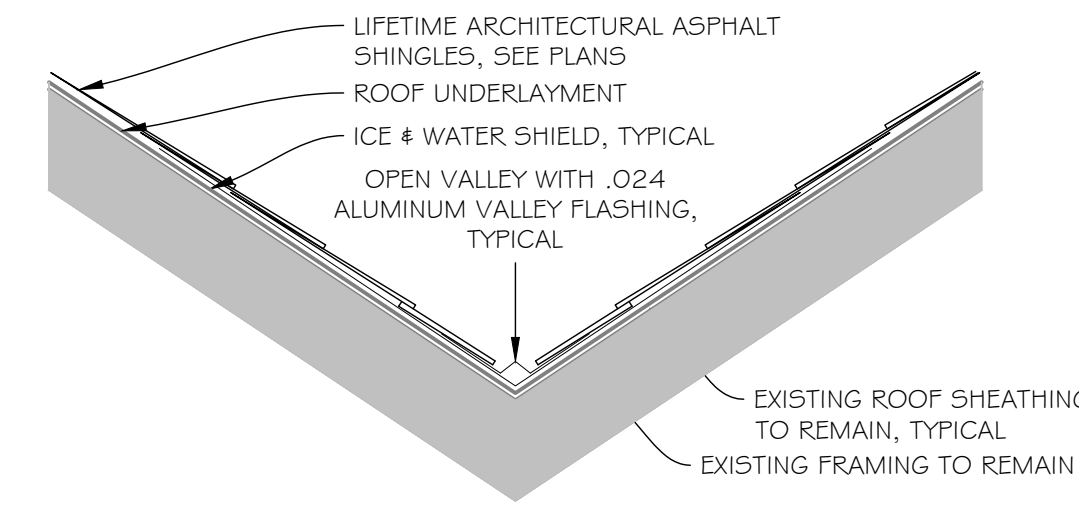 LIFETIME ARCHITECTURAL ASPHALT
SHINGLES, SEE PLANS
ROOF UNDERLAYMENT
ICE & WATER SHIELD, TYPICAL
OPEN VALLEY WITH .024
ALUMINUM VALLEY FLASHING,
TYPICAL
EXISTING ROOF SHEATHING
TO REMAIN, TYPICAL
EXISTING FRAMING TO REMAIN